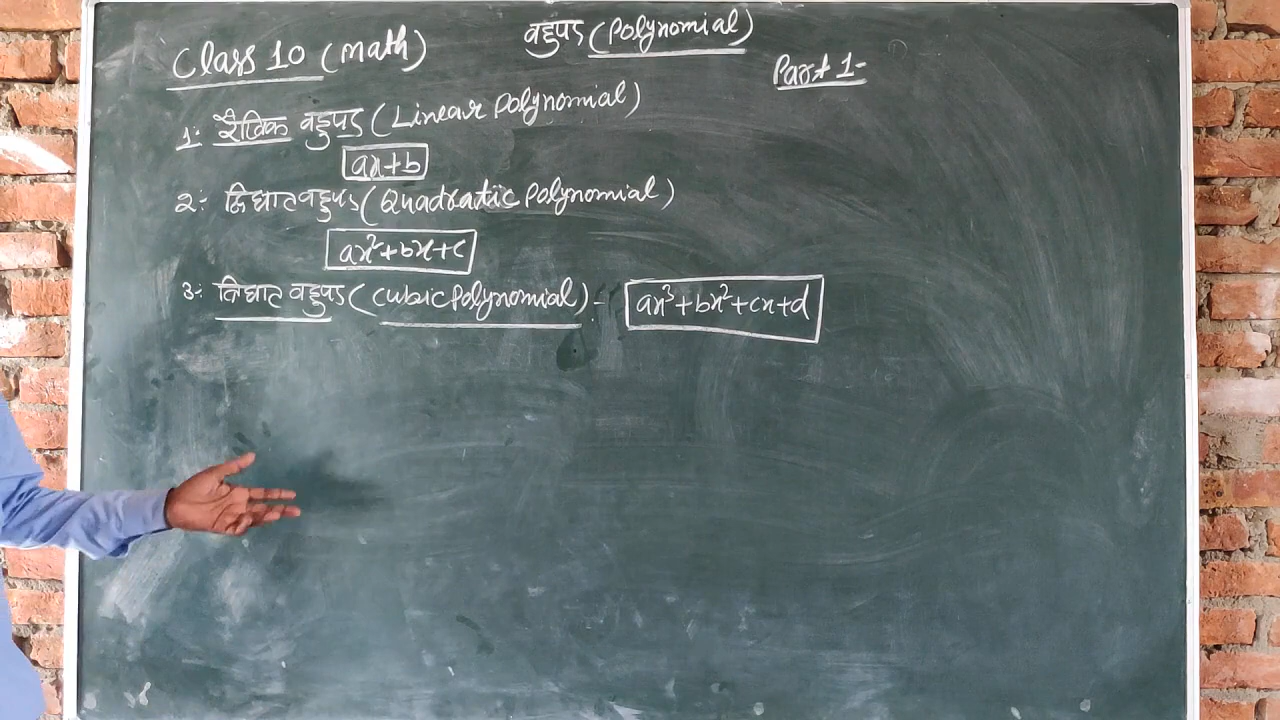 Class 10 (Math)
बहुपद (Polynomial)
Part 1-
1:- रैखिक बहुपद (Linear Polynomial)
ax+b
2:- द्विघात बहुपद (Quadratic Polynomial)
ax²+bx+c
3:- त्रिघात बहुपद (Cubic Polynomial) :- ax³+bx²+cx+d